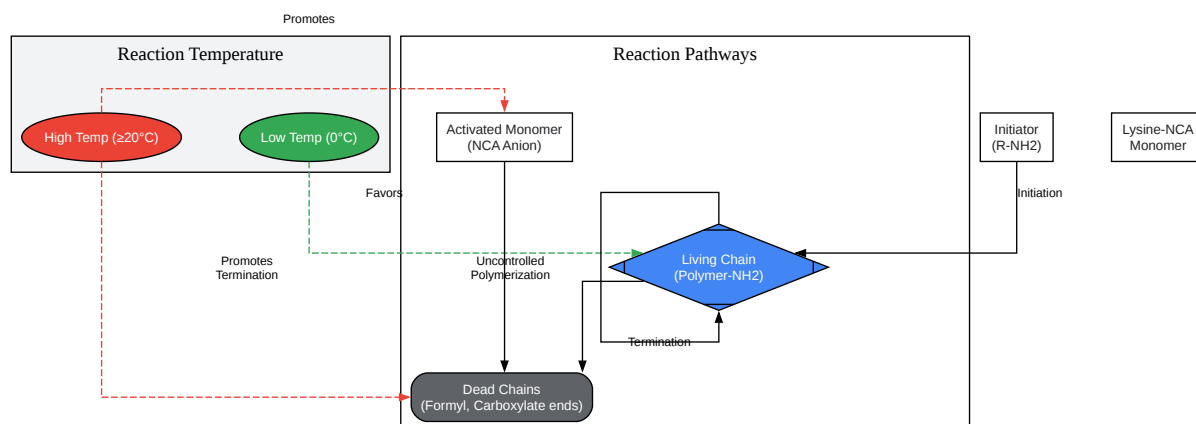 Promotes
Reaction Temperature
Reaction Pathways
High Temp (≥20°C)
Low Temp (0°C)
Activated Monomer
(NCA Anion)
Initiator
(R-NH2)
Lysine-NCA
Monomer
Favors
Initiation
Promotes
Termination
Uncontrolled
Polymerization
Living Chain
(Polymer-NH2)
Termination
Dead Chains
(Formyl, Carboxylate ends)